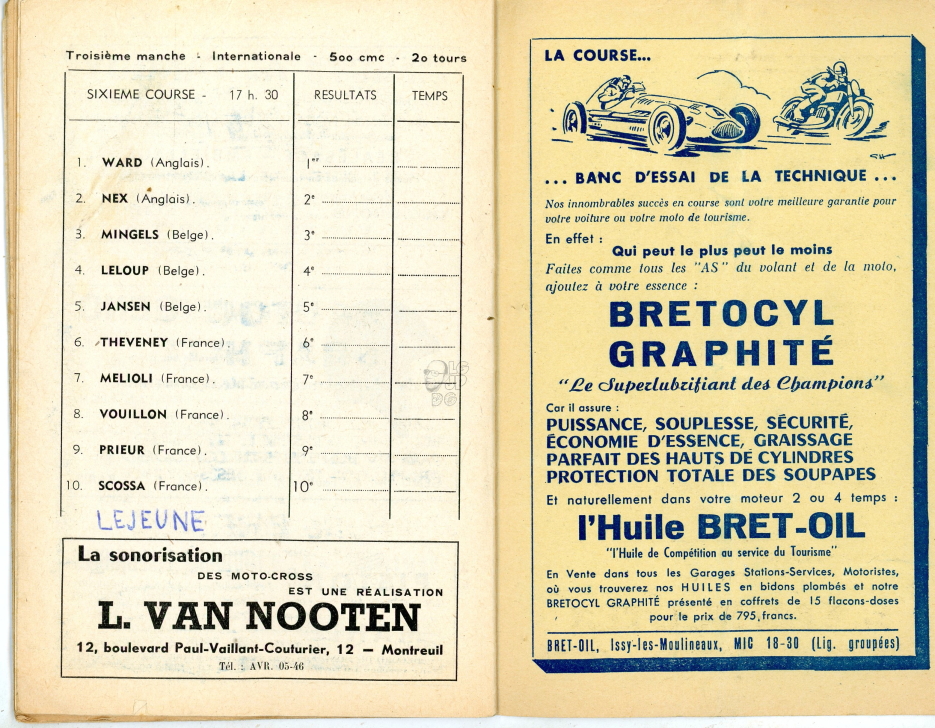 Troisième manche - Internationale - 500 cmc - 20 tours
SIXIEME COURSE - 17 h. 30 RESULTATS TEMPS
1. WARD (Anglais). 1er
2. NEX (Anglais). 2e
3. MINGELS (Belge). 3e
4. LELOUP (Belge). 4e
5. JANSEN (Belge). 5e
6. THEVENEY (France). 6e
7. MELIOLI (France). 7e
8. VOUILLON (France). 8e
9. PRIEUR (France). 9e
10. SCOSSA (France). 10e
LEJEUNE
La sonorisation
DES MOTO-CROSS
EST UNE RÉALISATION
L. VAN NOOTEN
12, boulevard Paul-Vaillant-Couturier, 12 — Montreuil
Tél. : AVR. 05-46
LA COURSE...
... BANC D'ESSAI DE LA TECHNIQUE ...
Nos innombrables succès en course sont votre meilleure garantie pour
votre voiture ou votre moto de tourisme.
En effet :
Qui peut le plus peut le moins
Faites comme tous les "AS" du volant et de la moto,
ajoutez à votre essence :
BRETOCYL
GRAPHITÉ
"Le Superlubrifiant des Champions"
Car il assure :
PUISSANCE, SOUPLESSE, SÉCURITÉ,
ÉCONOMIE D'ESSENCE, GRAISSAGE
PARFAIT DES HAUTS DE CYLINDRES
PROTECTION TOTALE DES SOUPAPES
Et naturellement dans votre moteur 2 ou 4 temps :
l'Huile BRET-OIL
"l'Huile de Compétition au service du Tourisme"
En Vente dans tous les Garages Stations-Services, Motoristes,
où vous trouverez nos HUILES en bidons plombés et notre
BRETOCYL GRAPHITÉ présenté en coffrets de 15 flacons-doses
pour le prix de 795, francs.
BRET-OIL, Issy-les-Moulineaux, MIC 18-30 (Lig. groupées)